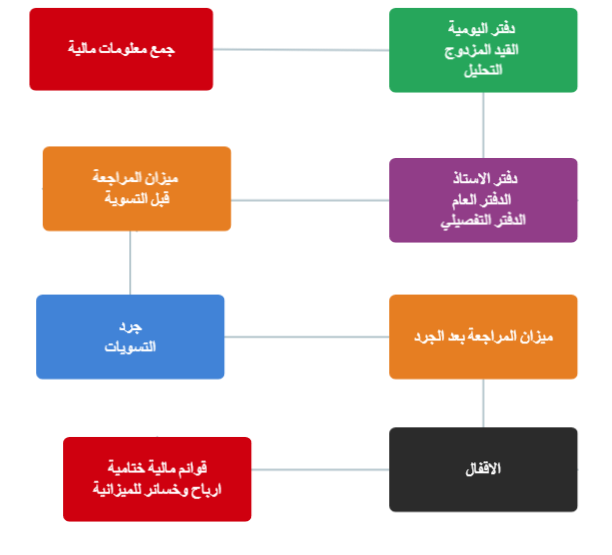 دفتر اليومية
القيد المزدوج
التحليل
جمع معلومات مالية
دفتر الاستاذ
الدفتر العام
الدفتر التفصيلي
ميزان المراجعة
قبل التسوية
ميزان المراجعة بعد الجرد
جرد
التسويات
الاقفال
قوائم مالية ختامية
ارباح وخسائر للميزانية